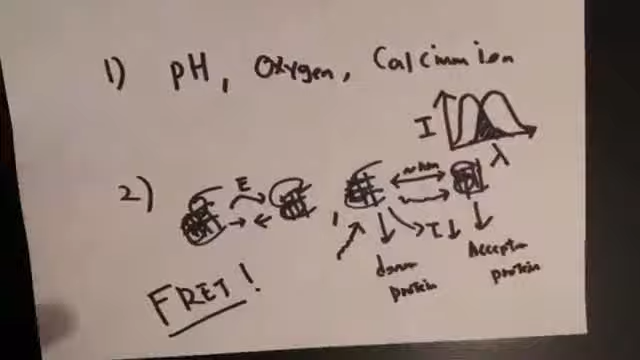 1) pH, Oxygen, Calcium ion
I
λ
2)
E
I↓
donor protein
Acceptor protein
FRET!